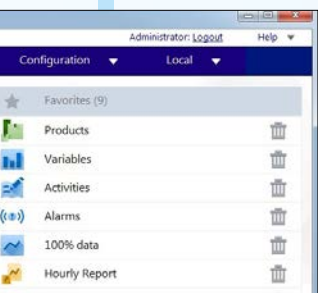 Administrator: Logout Help
Configuration Local
Favorites (9)
Products
Variables
Activities
Alarms
100% data
Hourly Report